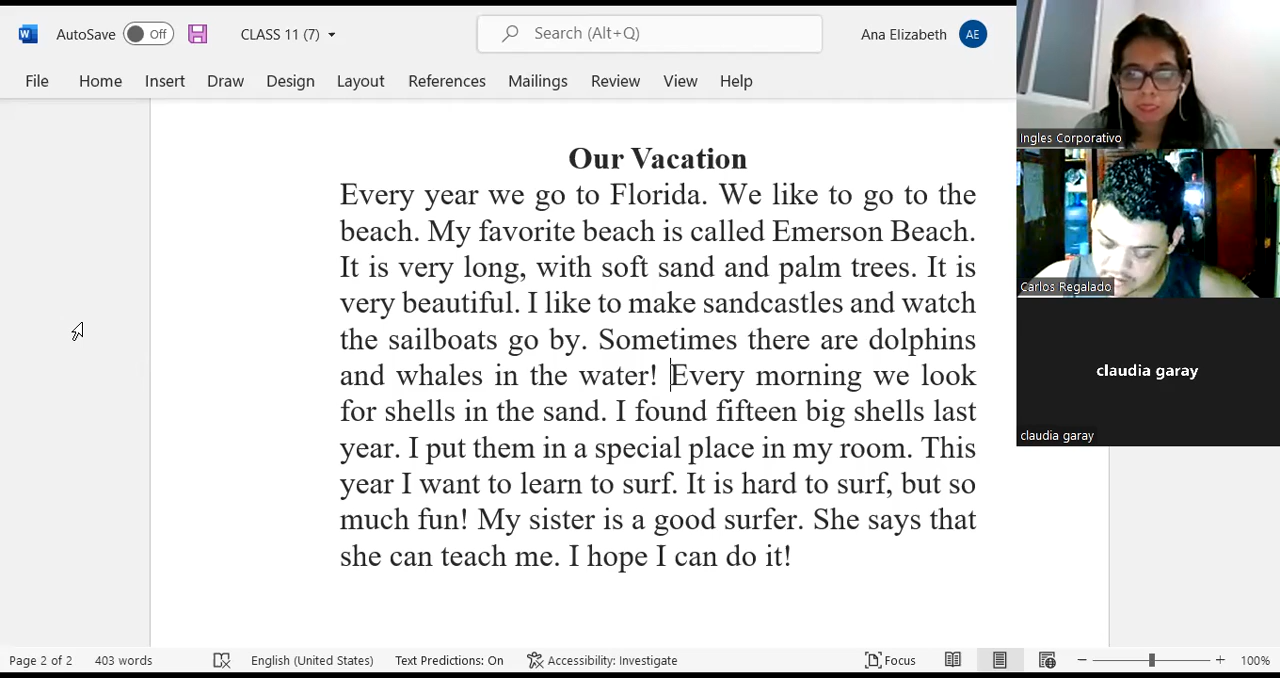 AutoSave Off CLASS 11 (7) Search (Alt+Q) Ana Elizabeth AE
File Home Insert Draw Design Layout References Mailings Review View Help
Our Vacation
Every year we go to Florida. We like to go to the
beach. My favorite beach is called Emerson Beach.
It is very long, with soft sand and palm trees. It is
very beautiful. I like to make sandcastles and watch
the sailboats go by. Sometimes there are dolphins
and whales in the water! Every morning we look
for shells in the sand. I found fifteen big shells last
year. I put them in a special place in my room. This
year I want to learn to surf. It is hard to surf, but so
much fun! My sister is a good surfer. She says that
she can teach me. I hope I can do it!
Ingles Corporativo
Carlos Regalado
claudia garay
claudia garay
Page 2 of 2 403 words English (United States) Text Predictions: On Accessibility: Investigate Focus 100%